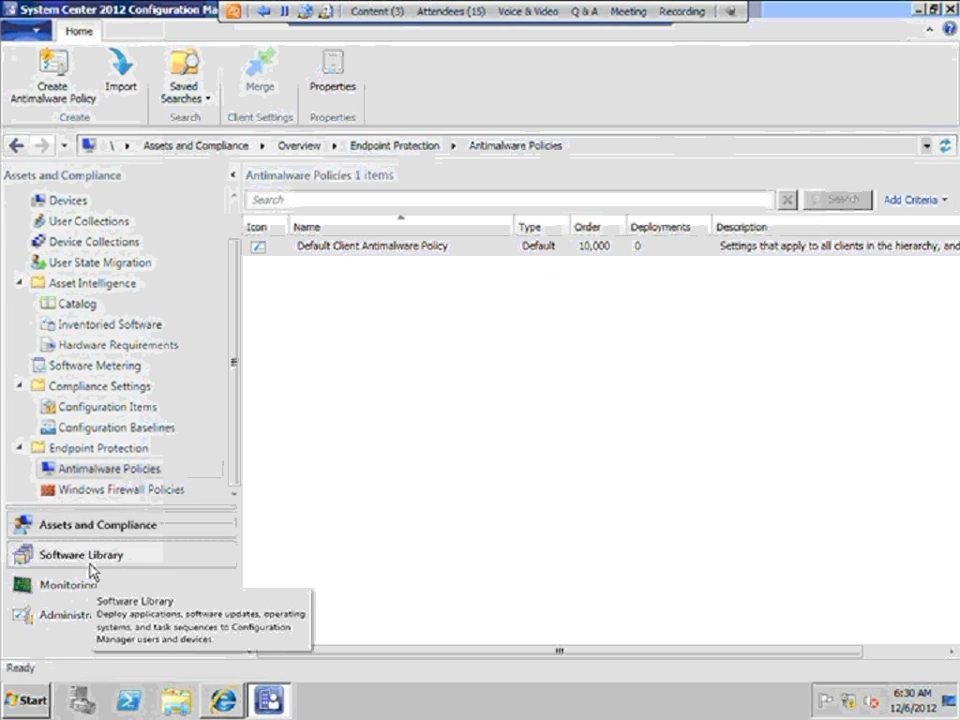 System Center 2012 Configuration Ma
Content (3) Attendees (15) Voice & Video Q & A Meeting Recording
Home
Create Antimalware Policy
Import
Saved Searches
Merge
Properties
Create
Search
Client Settings
Properties
\ Assets and Compliance Overview Endpoint Protection Antimalware Policies
Assets and Compliance
Devices
User Collections
Device Collections
User State Migration
Asset Intelligence
Catalog
Inventoried Software
Hardware Requirements
Software Metering
Compliance Settings
Configuration Items
Configuration Baselines
Endpoint Protection
Antimalware Policies
Windows Firewall Policies
Assets and Compliance
Software Library
Monitoring
Administr
Software Library
Deploy applications, software updates, operating
systems, and task sequences to Configuration
Manager users and devices.
Antimalware Policies 1 items
Search
Search
Add Criteria
Icon Name Type Order Deployments Description
Default Client Antimalware Policy Default 10,000 0 Settings that apply to all clients in the hierarchy, and
Ready
Start
6:30 AM
12/6/2012